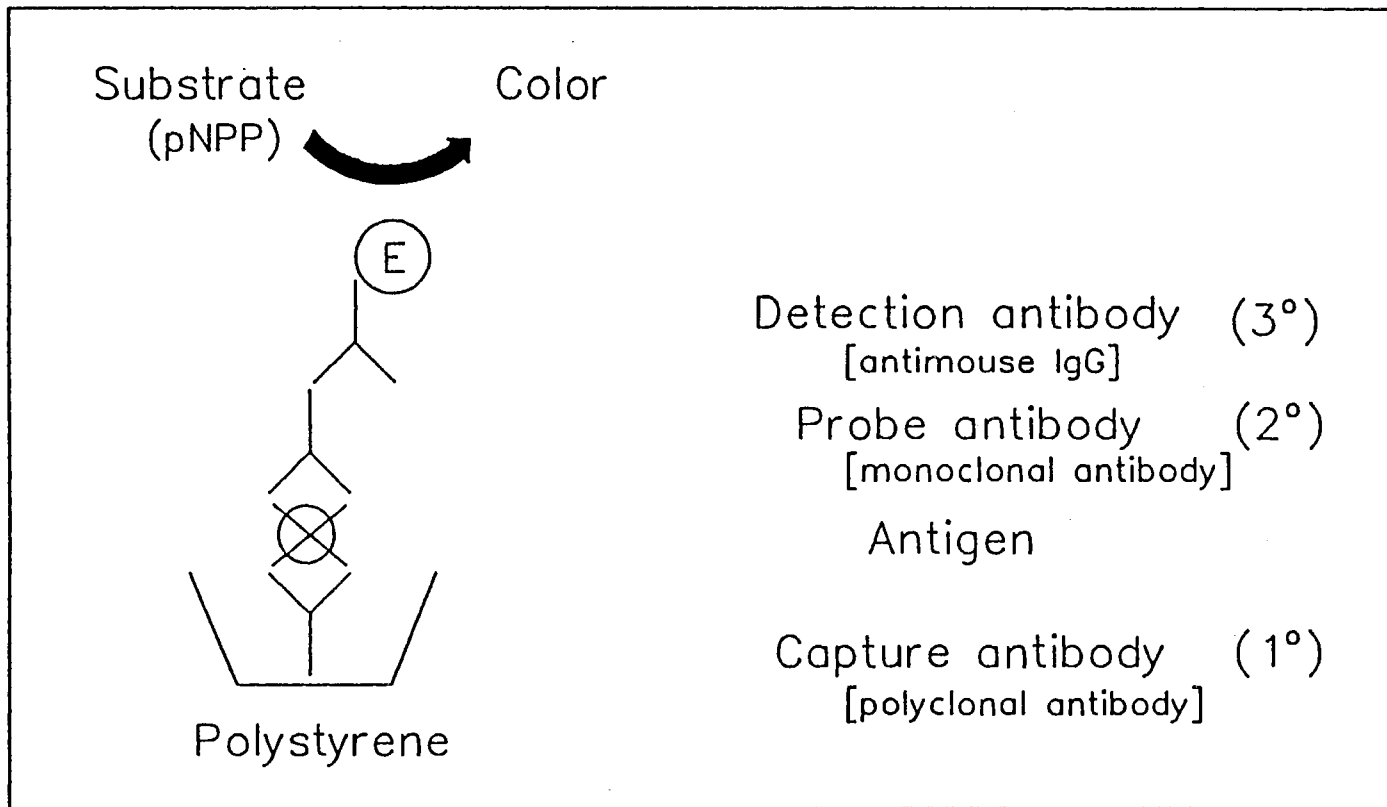 Substrate
(pNPP)
Color
E
Detection antibody (3°)
[antimouse IgG]
Probe antibody (2°)
[monoclonal antibody]
Antigen
Capture antibody (1°)
[polyclonal antibody]
Polystyrene